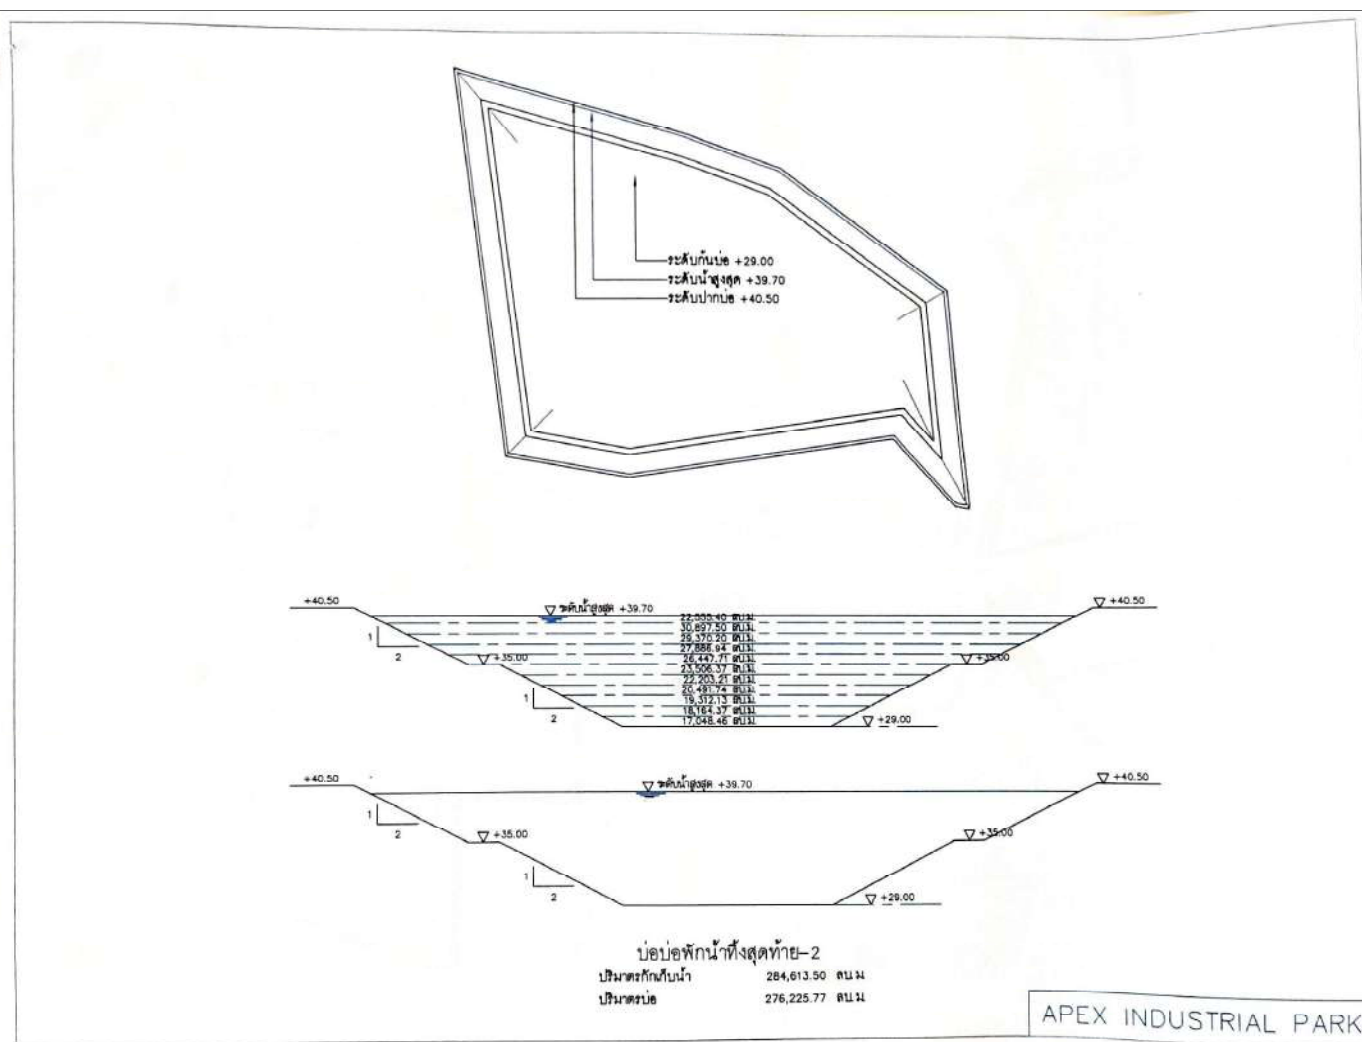 ระดับก้นบ่อ +29.00
ระดับน้ำสูงสุด +39.70
ระดับปากบ่อ +40.50
+40.50
ระดับน้ำสูงสุด +39.70
+40.50
22,555.40 ลบ.ม.
30,897.50 ลบ.ม.
29,370.20 ลบ.ม.
1
27,886.94 ลบ.ม.
2
+35.00
26,447.71 ลบ.ม.
+35.00
23,506.37 ลบ.ม.
22,203.21 ลบ.ม.
20,491.74 ลบ.ม.
1
19,312.13 ลบ.ม.
2
18,164.37 ลบ.ม.
17,048.46 ลบ.ม.
+29.00
+40.50
ระดับน้ำสูงสุด +39.70
+40.50
1
2
+35.00
+35.00
1
2
+29.00
บ่อบ่อพักน้ำทิ้งสุดท้าย-2
ปริมาตรกักเก็บน้ำ 284,613.50 ลบ.ม
ปริมาตรบ่อ 276,225.77 ลบ.ม
APEX INDUSTRIAL PARK